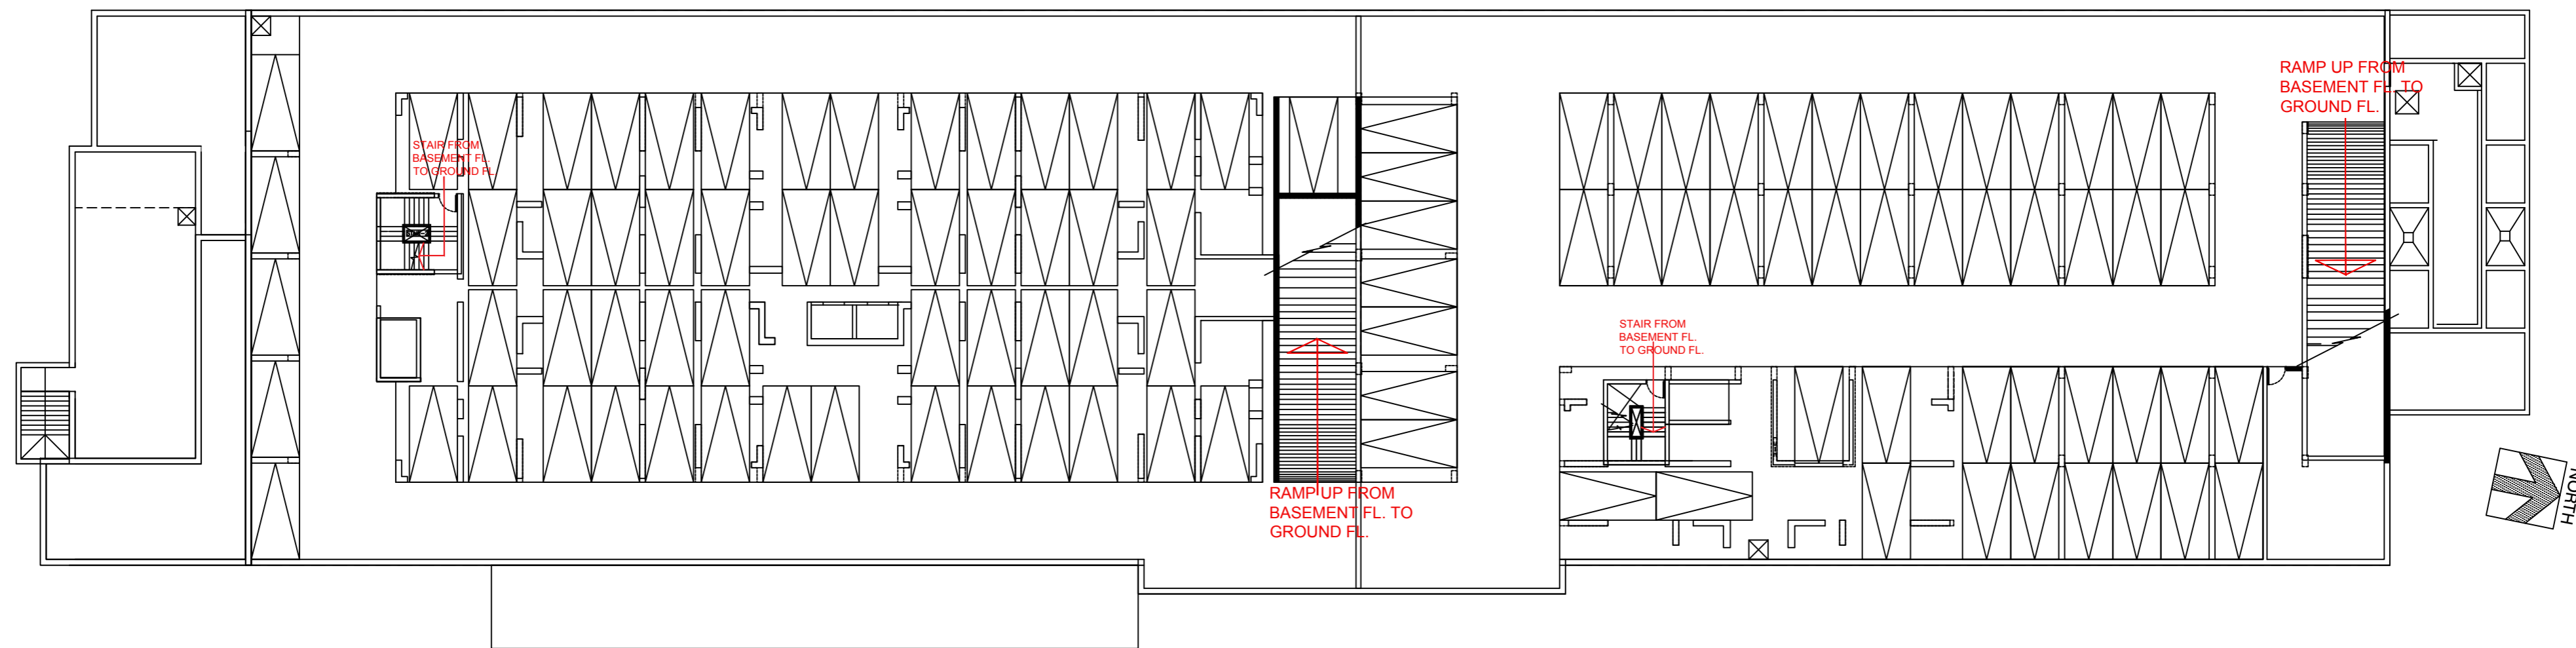 RAMP UP FROM
BASEMENT FL. TO
GROUND FL.
STAIR FROM
BASEMENT FL.
TO GROUND FL.
STAIR FROM
BASEMENT FL.
TO GROUND FL.
RAMP UP FROM
BASEMENT FL. TO
GROUND FL.
NORTH